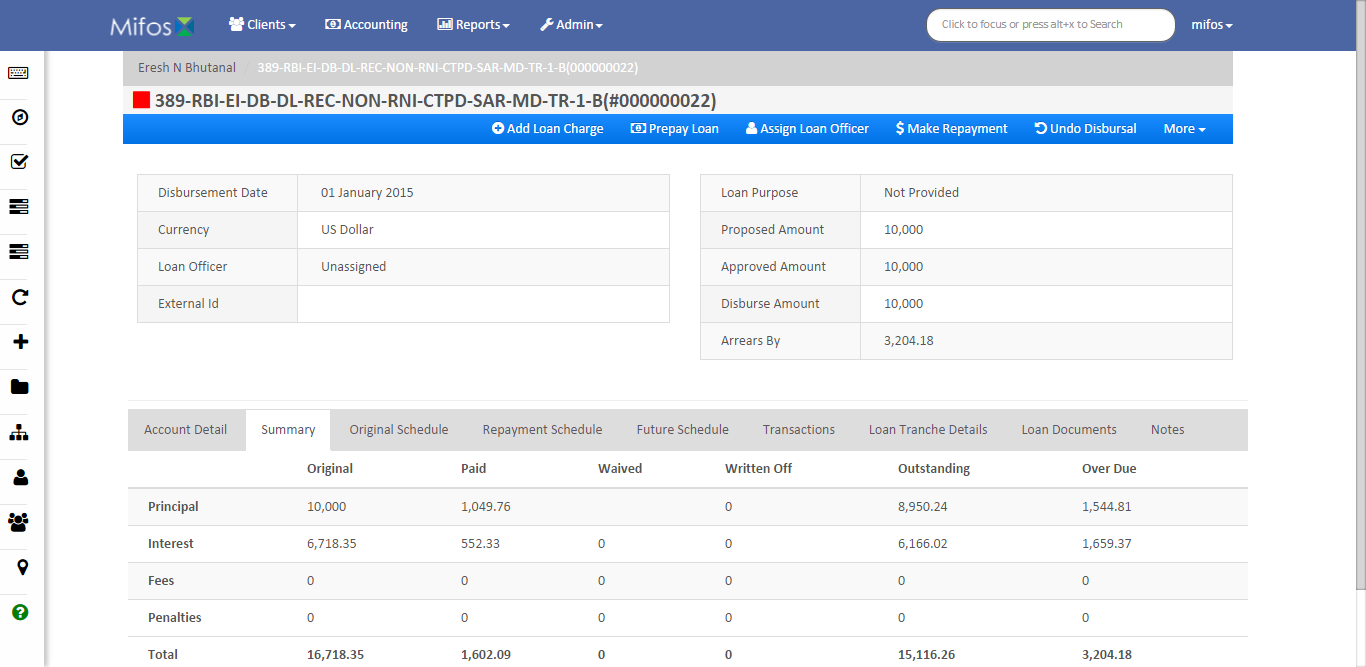 Mifos Clients Accounting Reports Admin Click to focus or press alt+x to Search mifos
Eresh N Bhutanal / 389-RBI-EI-DB-DL-REC-NON-RNI-CTPD-SAR-MD-TR-1-B(000000022)
389-RBI-EI-DB-DL-REC-NON-RNI-CTPD-SAR-MD-TR-1-B(#000000022)
Add Loan Charge Prepay Loan Assign Loan Officer $ Make Repayment Undo Disbursal More
Disbursement Date 01 January 2015
Currency US Dollar
Loan Officer Unassigned
External Id
Loan Purpose Not Provided
Proposed Amount 10,000
Approved Amount 10,000
Disburse Amount 10,000
Arrears By 3,204.18
Account Detail Summary Original Schedule Repayment Schedule Future Schedule Transactions Loan Tranche Details Loan Documents Notes
Original Paid Waived Written Off Outstanding Over Due
Principal 10,000 1,049.76 0 8,950.24 1,544.81
Interest 6,718.35 552.33 0 0 6,166.02 1,659.37
Fees 0 0 0 0 0 0
Penalties 0 0 0 0 0 0
Total 16,718.35 1,602.09 0 0 15,116.26 3,204.18